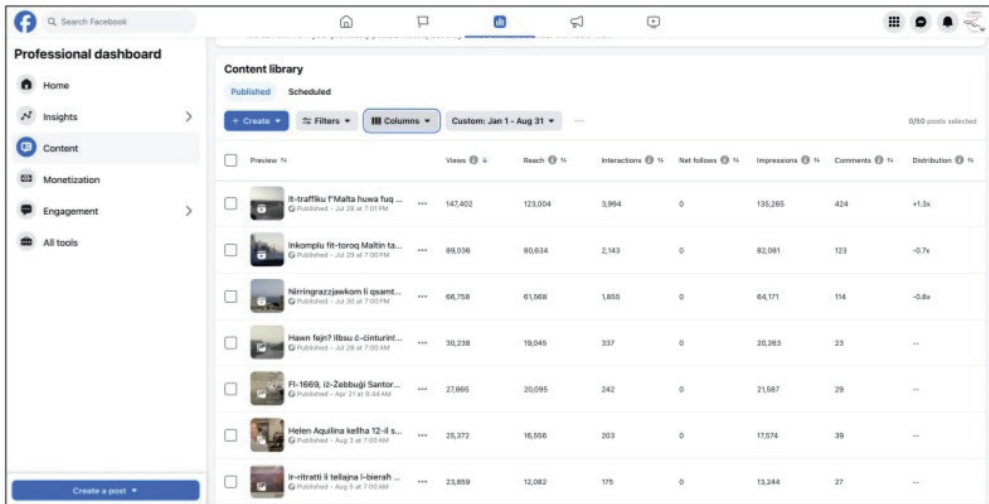 Search Facebook
Professional dashboard
Home
Insights
Content
Monetization
Engagement
All tools
Create a post
Content library
Published Scheduled
+ Create Filters Columns Custom: Jan 1 - Aug 31 ... 0/50 posts selected
Preview Views Reach Interactions Net follows Impressions Comments Distribution
It-traffiku f'Malta huwa fuq ...
Published · Jul 28 at 7:01 PM
147,402 123,004 3,994 0 135,265 424 +1.3x
Inkomplu fit-toroq Maltin ta...
Published · Jul 29 at 7:00 PM
89,036 80,634 2,143 0 82,081 123 -0.7x
Nirringrazzjawkom li qsamt...
Published · Jul 30 at 7:00 PM
66,758 61,568 1,855 0 64,171 114 -0.8x
Hawn fejn? Ilbsu ċ-ċinturin!...
Published · Jul 28 at 7:00 AM
30,238 19,045 337 0 20,263 23 --
Fl-1669, iż-Żebbuġi Santor...
Published · Apr 21 at 9:44 AM
27,865 20,095 242 0 21,587 29 --
Helen Aquilina kellha 12-il s...
Published · Aug 3 at 7:00 AM
25,372 16,556 203 0 17,574 39 --
Ir-ritratti li tellajna l-bieraħ ...
Published · Aug 5 at 7:00 AM
23,859 12,082 175 0 13,244 27 --